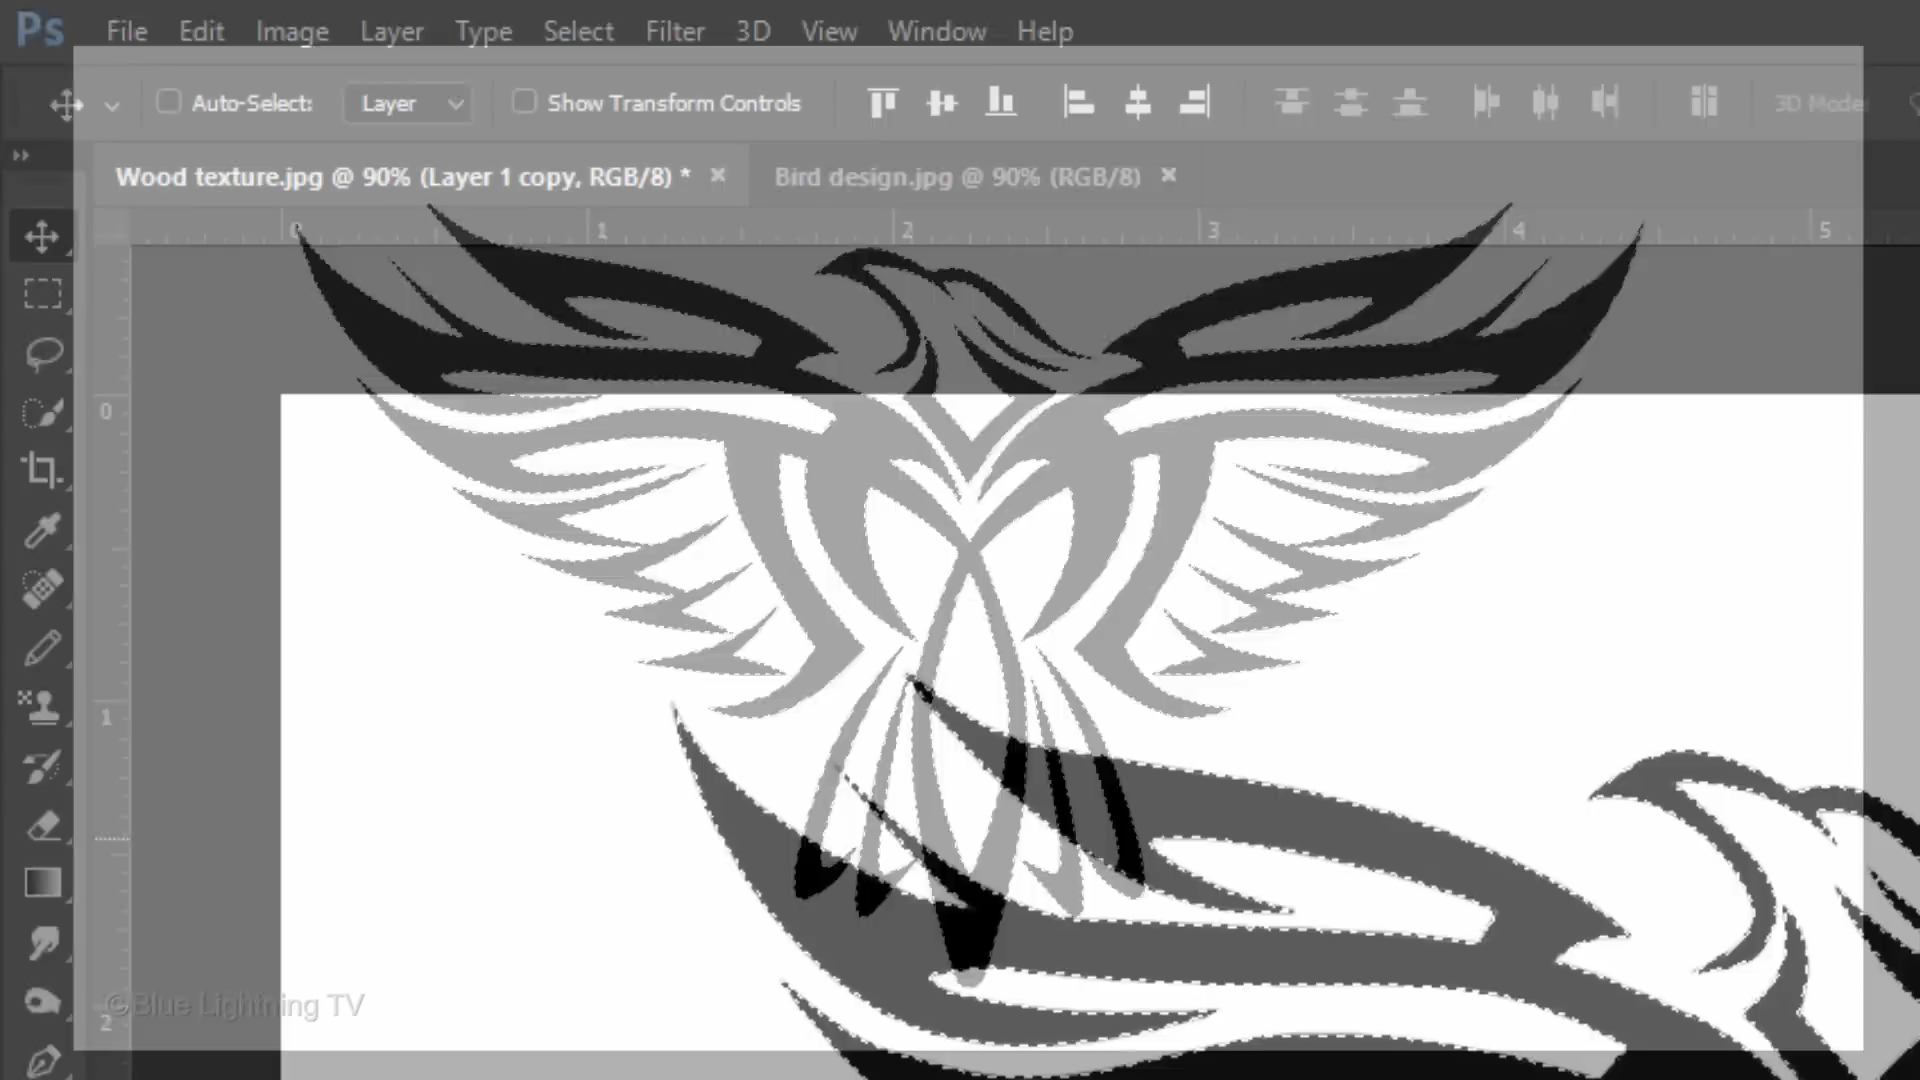 Ps File Edit Image Layer Type Select Filter 3D View Window Help
Auto-Select: Layer Show Transform Controls 3D Mode
Wood texture.jpg @ 90% (Layer 1 copy, RGB/8) * × Bird design.jpg @ 90% (RGB/8) ×
0 1 2 3 4 5
0
1
©Blue Lightning TV
2